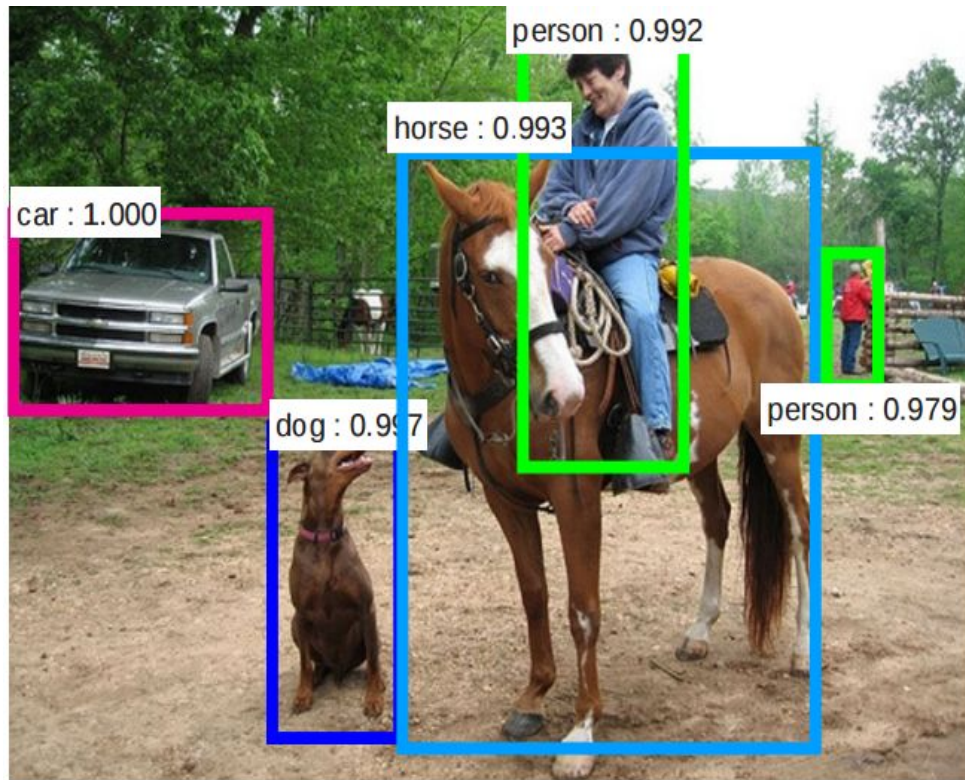 person : 0.992
horse : 0.993
car : 1.000
person : 0.979
dog : 0.997